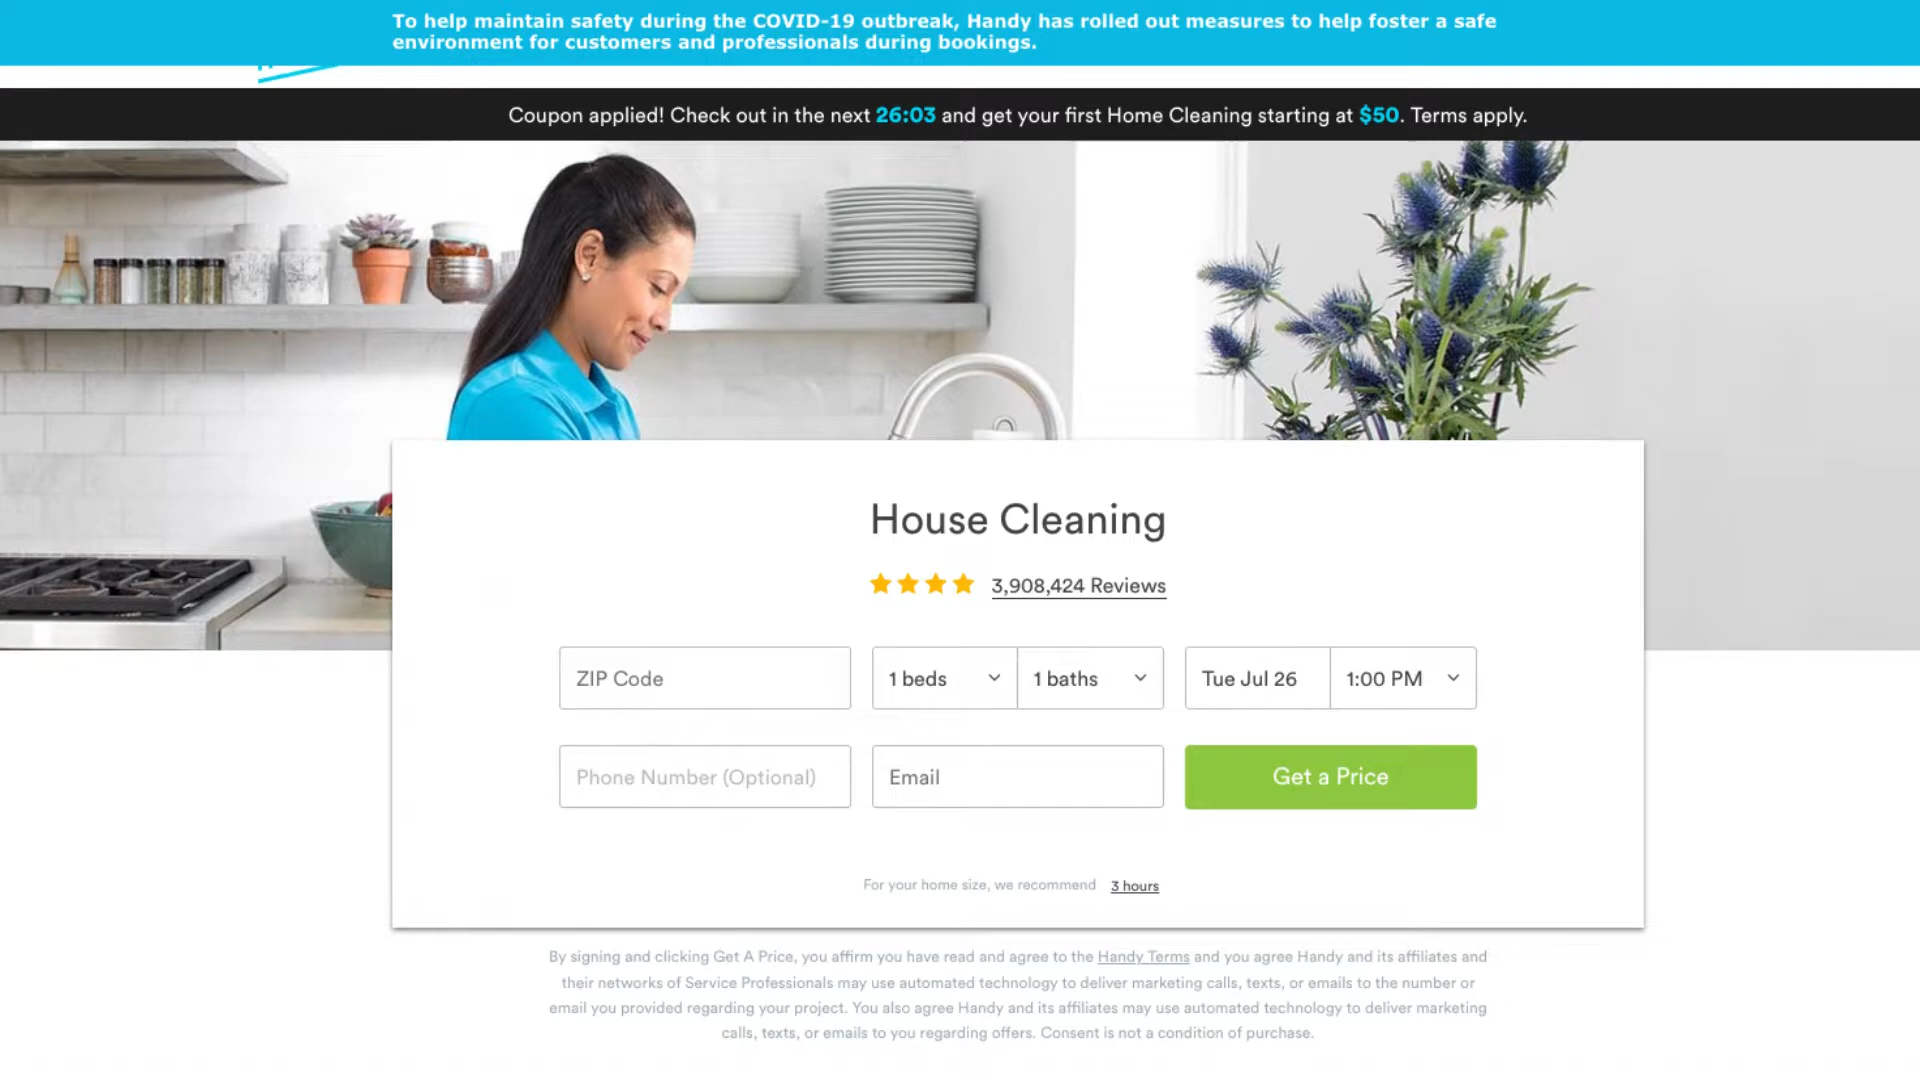 To help maintain safety during the COVID-19 outbreak, Handy has rolled out measures to help foster a safe
environment for customers and professionals during bookings.
Coupon applied! Check out in the next 26:03 and get your first Home Cleaning starting at $50. Terms apply.
House Cleaning
3,908,424 Reviews
ZIP Code
1 beds
1 baths
Tue Jul 26
1:00 PM
Phone Number (Optional)
Email
Get a Price
For your home size, we recommend 3 hours
By signing and clicking Get A Price, you affirm you have read and agree to the Handy Terms and you agree Handy and its affiliates and
their networks of Service Professionals may use automated technology to deliver marketing calls, texts, or emails to the number or
email you provided regarding your project. You also agree Handy and its affiliates may use automated technology to deliver marketing
calls, texts, or emails to you regarding offers. Consent is not a condition of purchase.